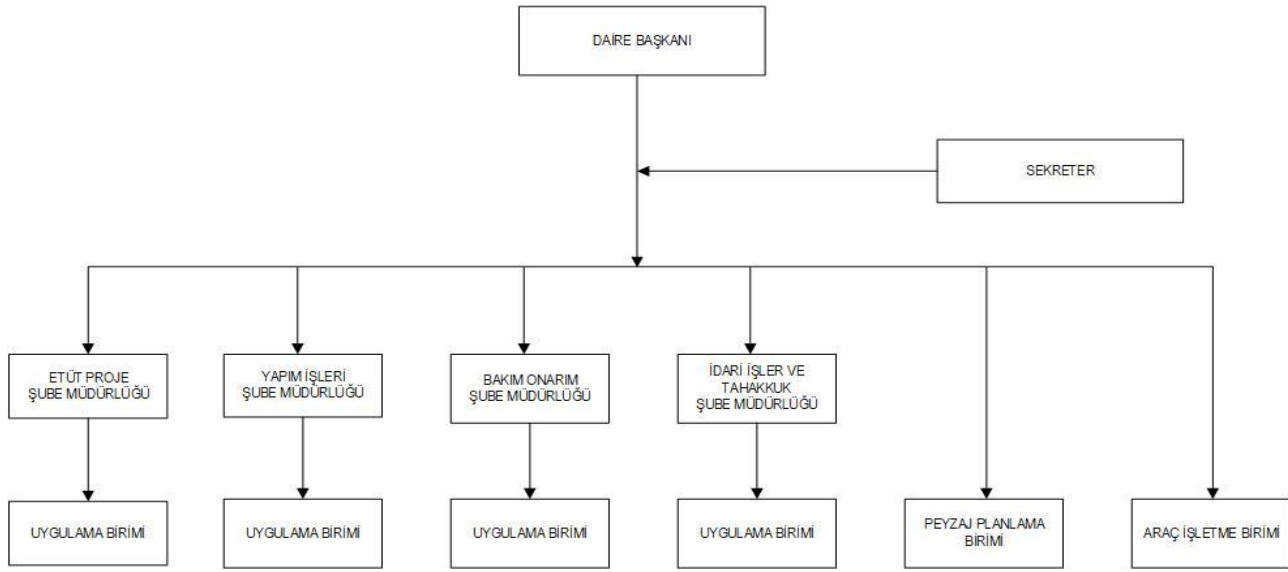 DAİRE BAŞKANI
SEKRETER
ETÜT PROJE
ŞUBE MÜDÜRLÜĞÜ
YAPIM İŞLERİ
ŞUBE MÜDÜRLÜĞÜ
BAKIM ONARIM
ŞUBE MÜDÜRLÜĞÜ
İDARİ İŞLER VE
TAHAKKUK
ŞUBE MÜDÜRLÜĞÜ
UYGULAMA BİRİMİ
UYGULAMA BİRİMİ
UYGULAMA BİRİMİ
UYGULAMA BİRİMİ
PEYZAJ PLANLAMA
BİRİMİ
ARAÇ İŞLETME BİRİMİ